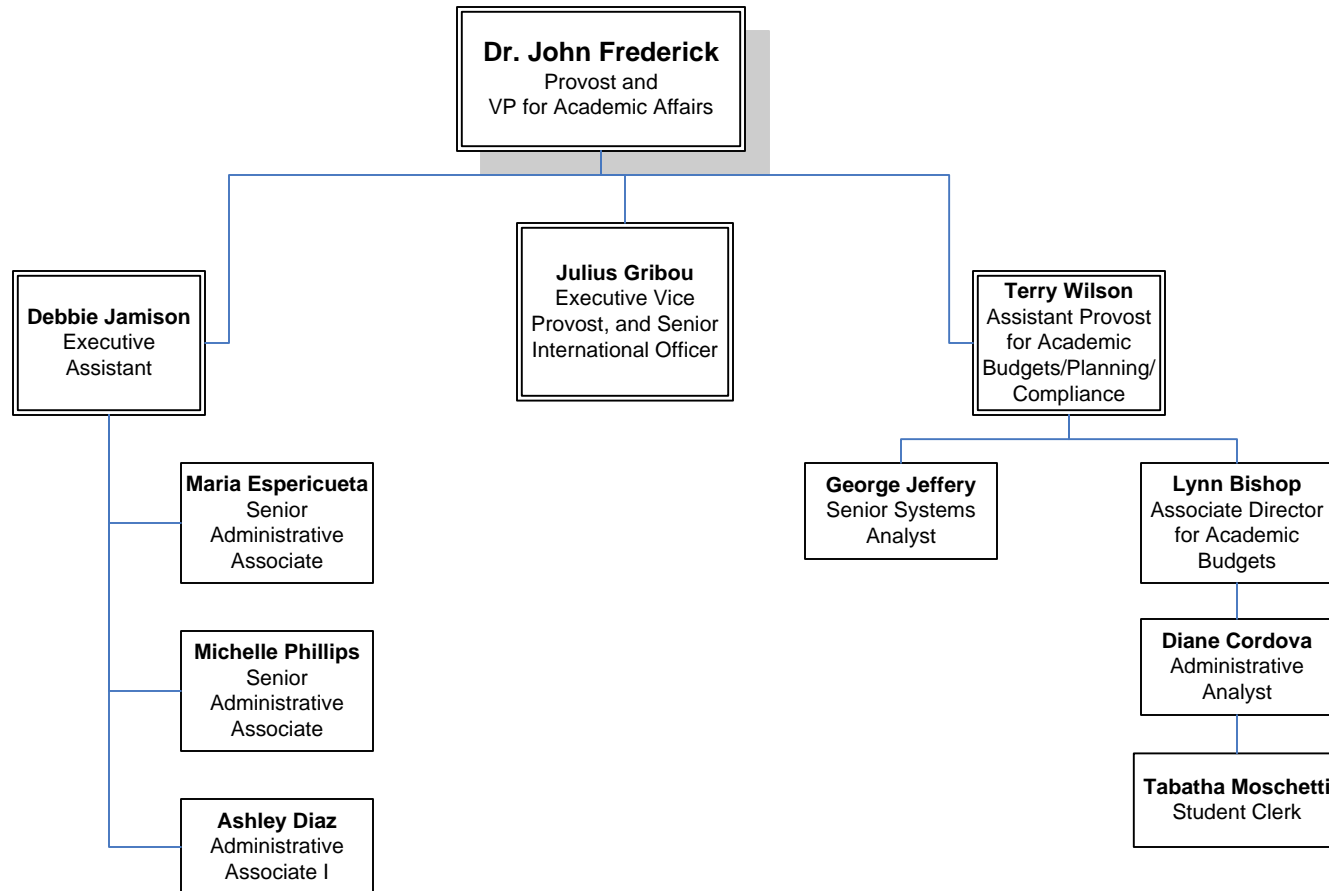 Dr. John Frederick
Provost and
VP for Academic Affairs
Debbie Jamison
Executive
Assistant
Julius Gribou
Executive Vice
Provost, and Senior
International Officer
Terry Wilson
Assistant Provost
for Academic
Budgets/Planning/
Compliance
Maria Espericueta
Senior
Administrative
Associate
Michelle Phillips
Senior
Administrative
Associate
Ashley Diaz
Administrative
Associate I
George Jeffery
Senior Systems
Analyst
Lynn Bishop
Associate Director
for Academic
Budgets
Diane Cordova
Administrative
Analyst
Tabatha Moschetti
Student Clerk